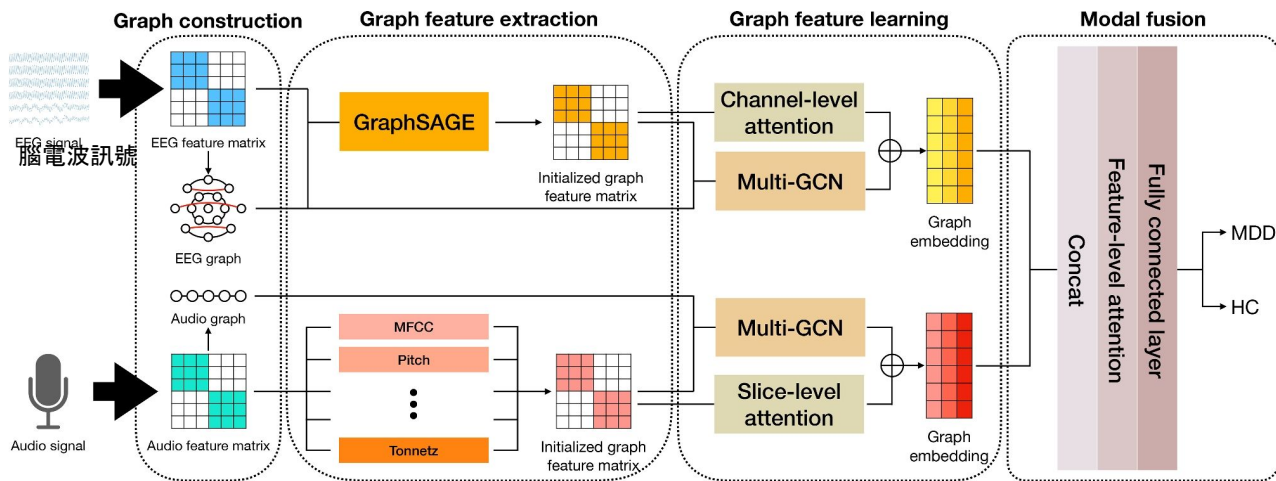 Graph construction
Graph feature extraction
Graph feature learning
Modal fusion
EEG signal
腦電波訊號
EEG feature matrix
EEG graph
GraphSAGE
Initialized graph
feature matrix
Channel-level
attention
Multi-GCN
Graph
embedding
Audio graph
Audio signal
Audio feature matrix
MFCC
Pitch
Tonnetz
Initialized graph
feature matrix
Multi-GCN
Slice-level
attention
Graph
embedding
Concat
Feature-level attention
Fully connected layer
MDD
HC